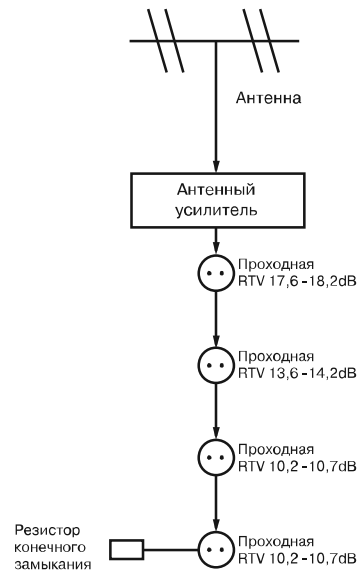 Антенна
Антенный
усилитель
Проходная
RTV 17,6-18,2dB
Проходная
RTV 13,6-14,2dB
Проходная
RTV 10,2-10,7dB
Резистор
конечного
замыкания
Проходная
RTV 10,2-10,7dB